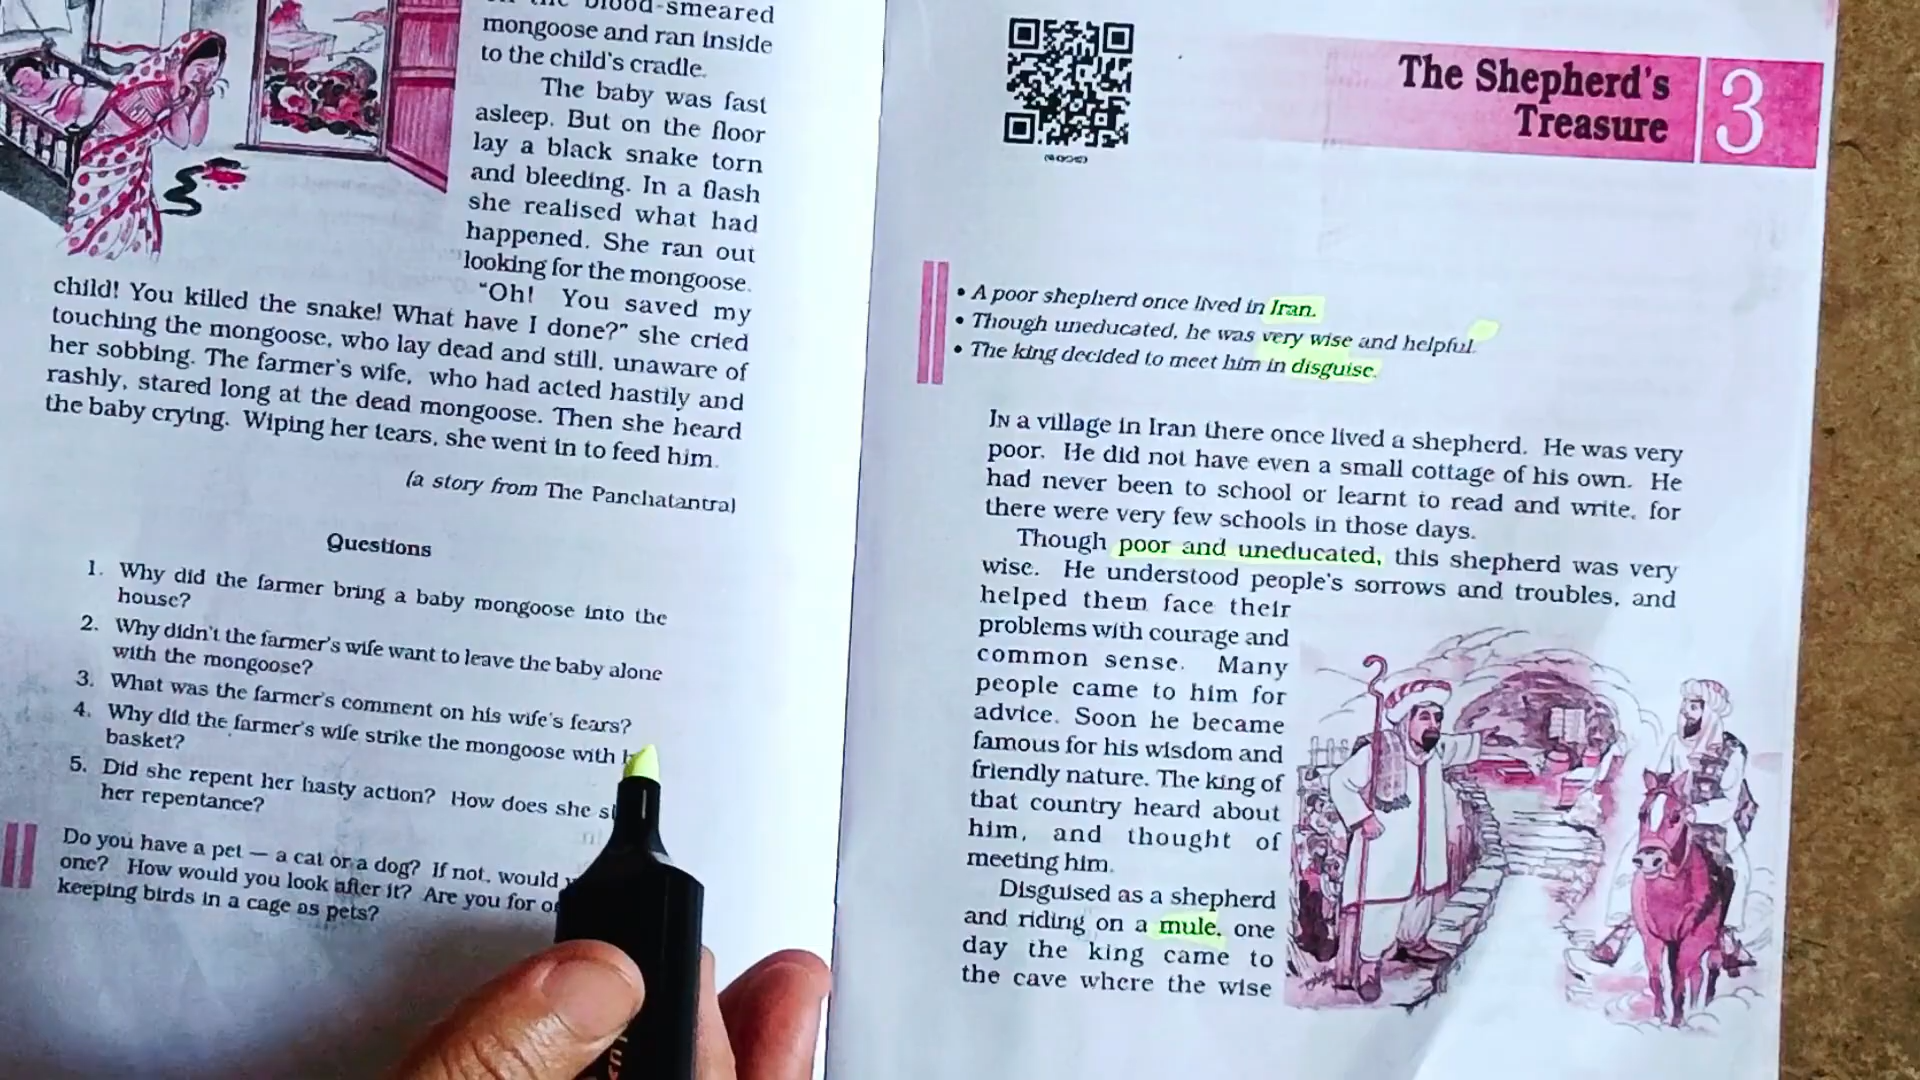 the blood-smeared
mongoose and ran inside
to the child's cradle.
The baby was fast
asleep. But on the floor
lay a black snake torn
and bleeding. In a flash
she realised what had
happened. She ran out
looking for the mongoose.
"Oh! You saved my
child! You killed the snake! What have I done?" she cried
touching the mongoose, who lay dead and still, unaware of
her sobbing. The farmer's wife, who had acted hastily and
rashly, stared long at the dead mongoose. Then she heard
the baby crying. Wiping her tears, she went in to feed him.
(a story from The Panchatantra)
Questions
1. Why did the farmer bring a baby mongoose into the
house?
2. Why didn't the farmer's wife want to leave the baby alone
with the mongoose?
3. What was the farmer's comment on his wife's fears?
4. Why did the farmer's wife strike the mongoose with
basket?
5. Did she repent her hasty action? How does she
her repentance?
Do you have a pet — a cat or a dog? If not, would
one? How would you look after it? Are you for
keeping birds in a cage as pets?
The Shepherd's
Treasure
3
• A poor shepherd once lived in Iran.
• Though uneducated, he was very wise and helpful.
• The king decided to meet him in disguise.
IN a village in Iran there once lived a shepherd. He was very
poor. He did not have even a small cottage of his own. He
had never been to school or learnt to read and write, for
there were very few schools in those days.
Though poor and uneducated, this shepherd was very
wise. He understood people's sorrows and troubles, and
helped them face their
problems with courage and
common sense. Many
people came to him for
advice. Soon he became
famous for his wisdom and
friendly nature. The king of
that country heard about
him, and thought of
meeting him.
Disguised as a shepherd
and riding on a mule, one
day the king came to
the cave where the wise